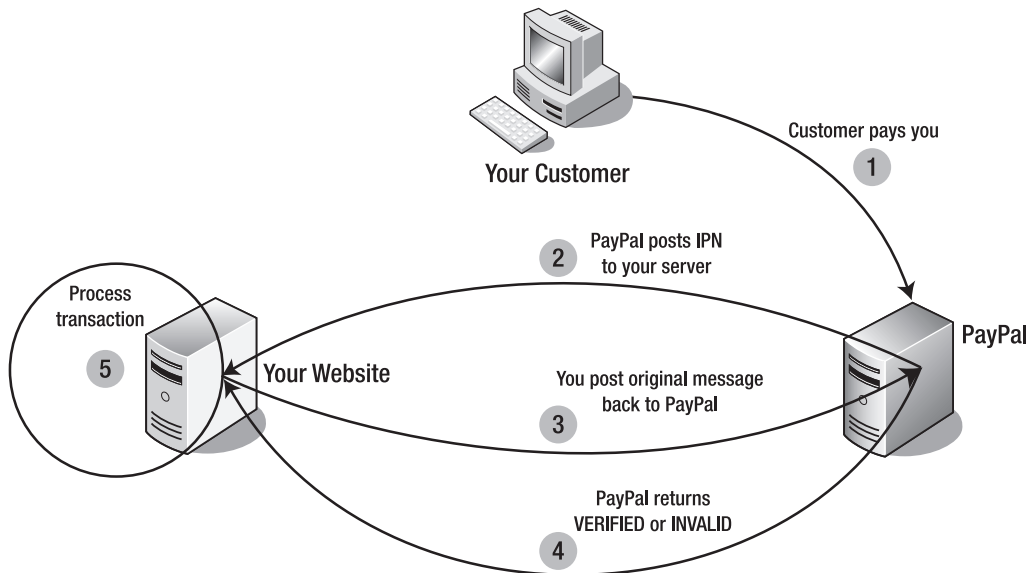 Customer pays you
1
Your Customer
2
PayPal posts IPN
to your server
Process
transaction
5
Your Website
PayPal
You post original message
back to PayPal
3
PayPal returns
VERIFIED or INVALID
4